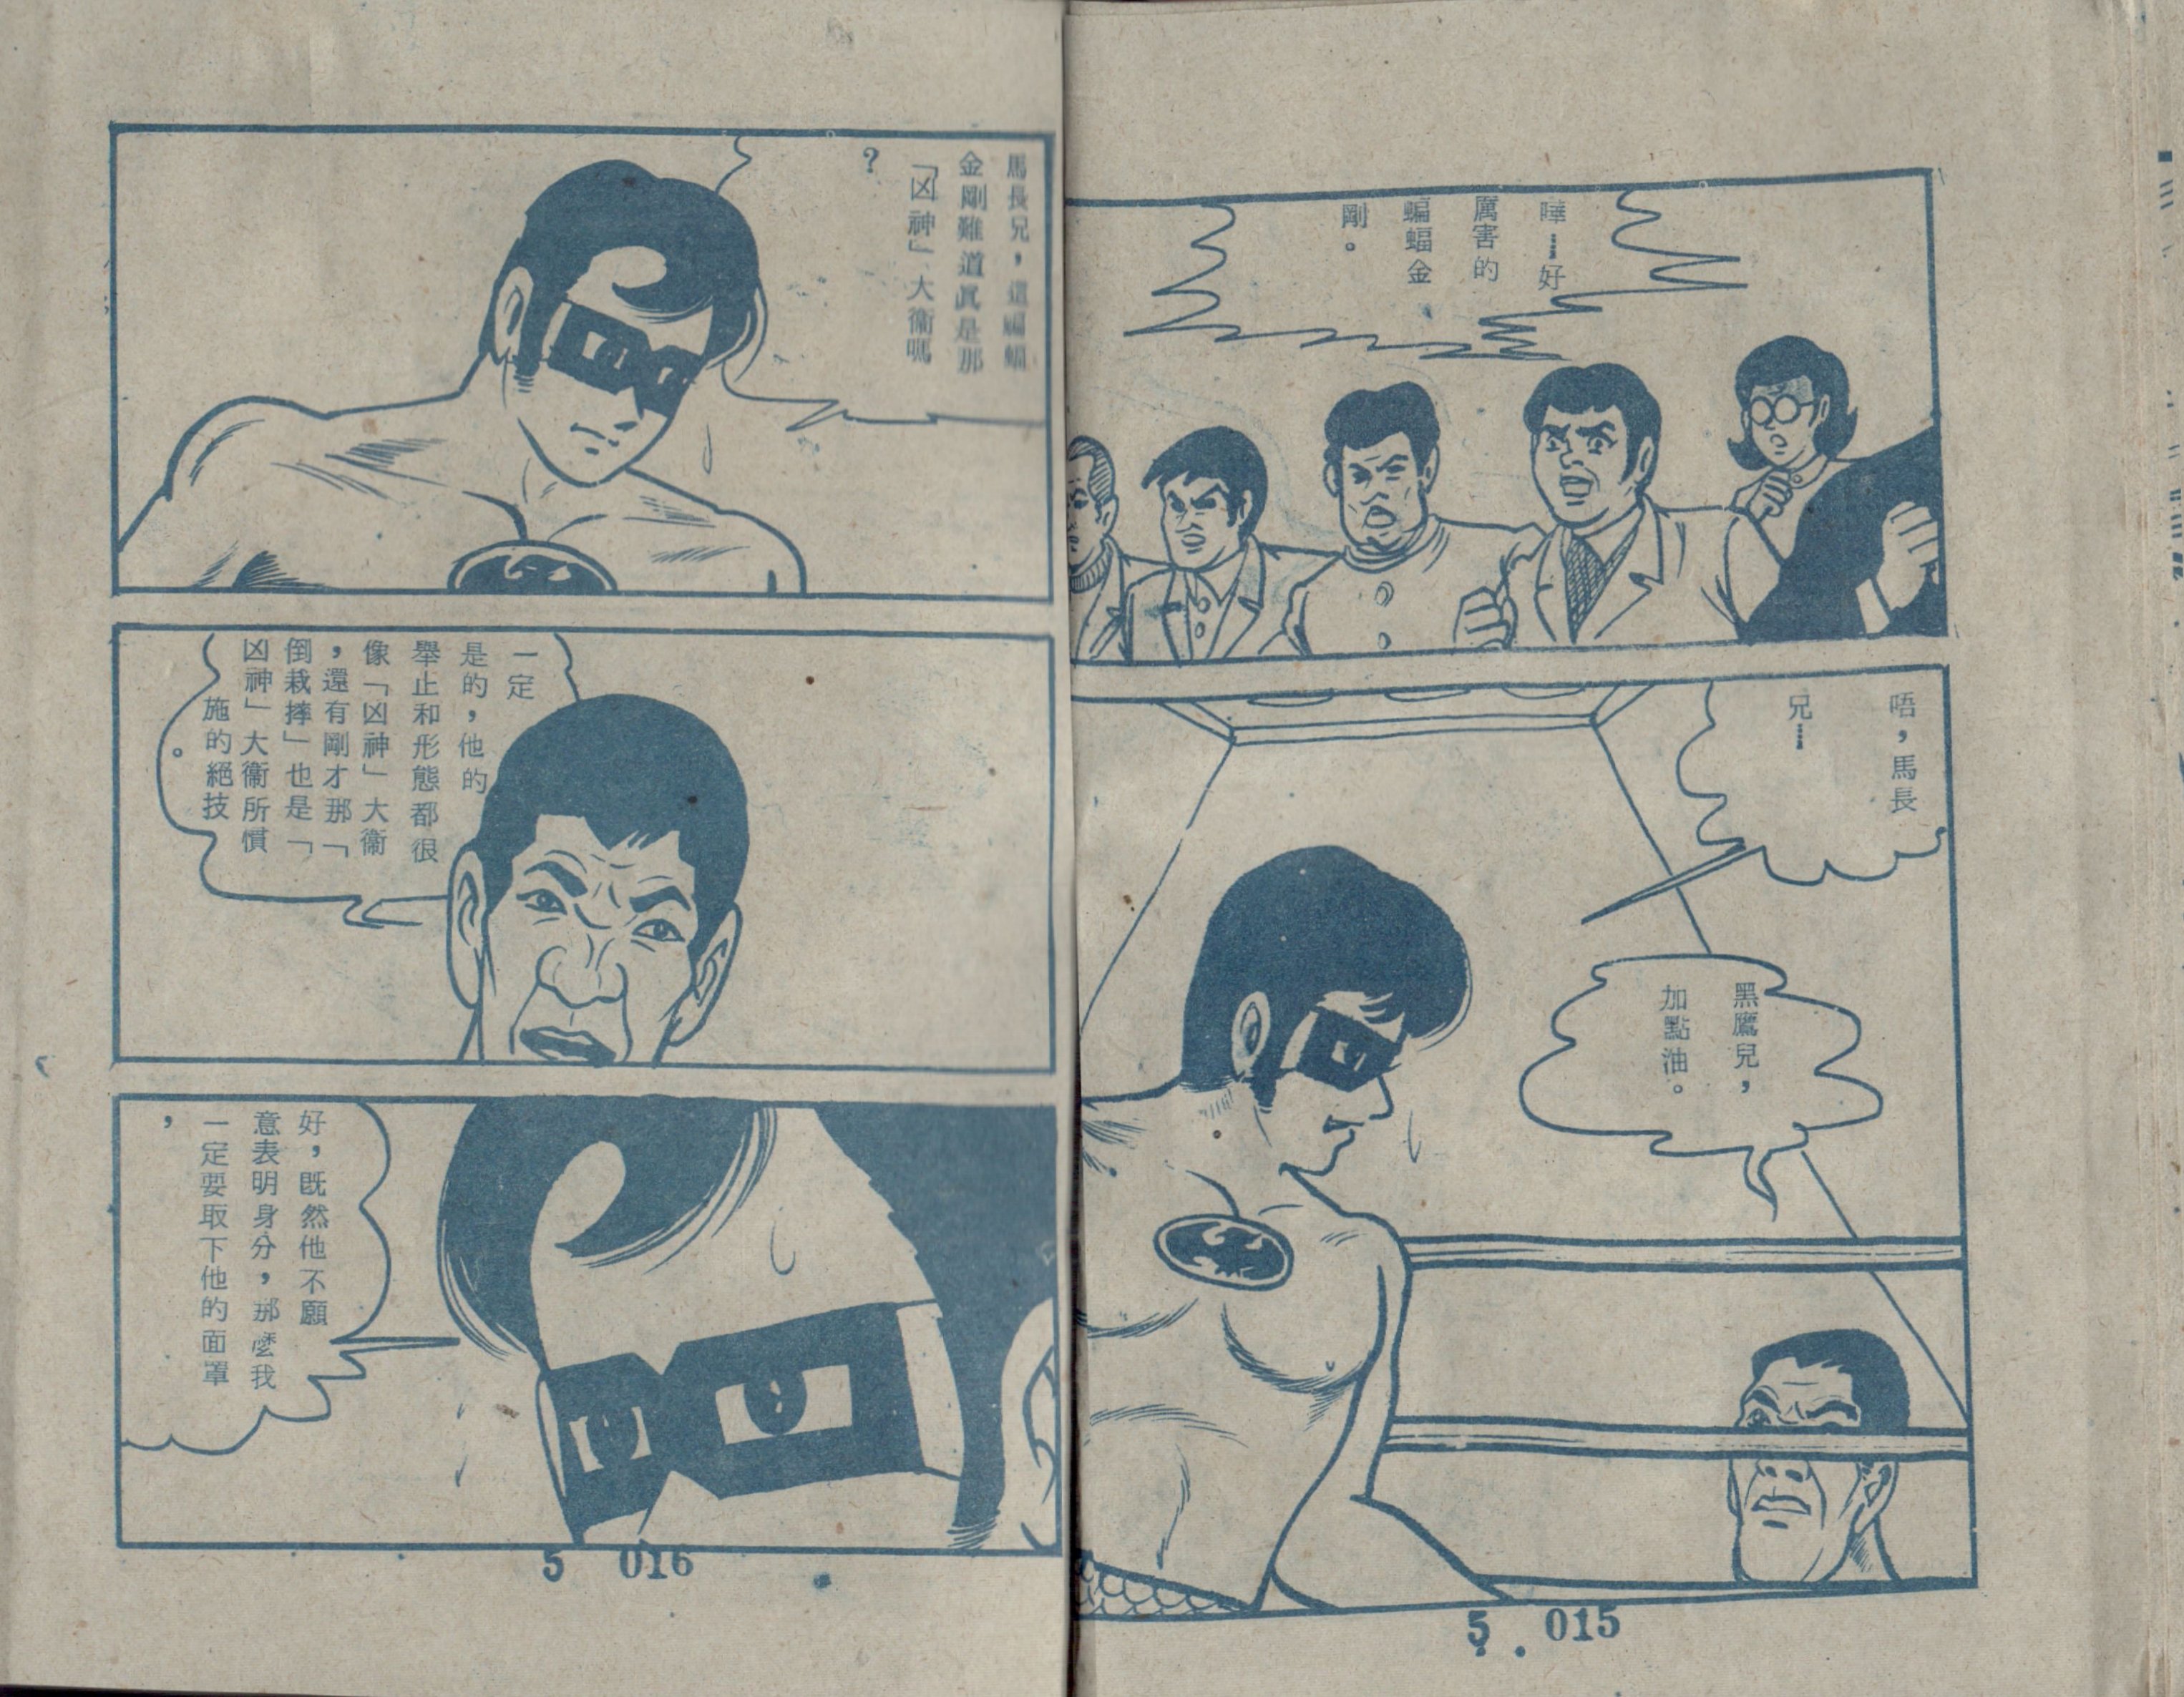 嘩……好
厲害的
蝙蝠金
剛。
唔，馬長
兄……
黑鷹兄，
加點油。
5.015
馬長兄，這蝙蝠
金剛難道真是那
「凶神」大衞嗎
？
一定
是的，他的
舉止和形態都很
像「凶神」大衞
，還有剛才那「
倒栽摔」也是「
凶神」大衞所慣
施的絕技
。
好，既然他不願
意表明身分，那麼我
一定要取下他的面罩
，
5 016